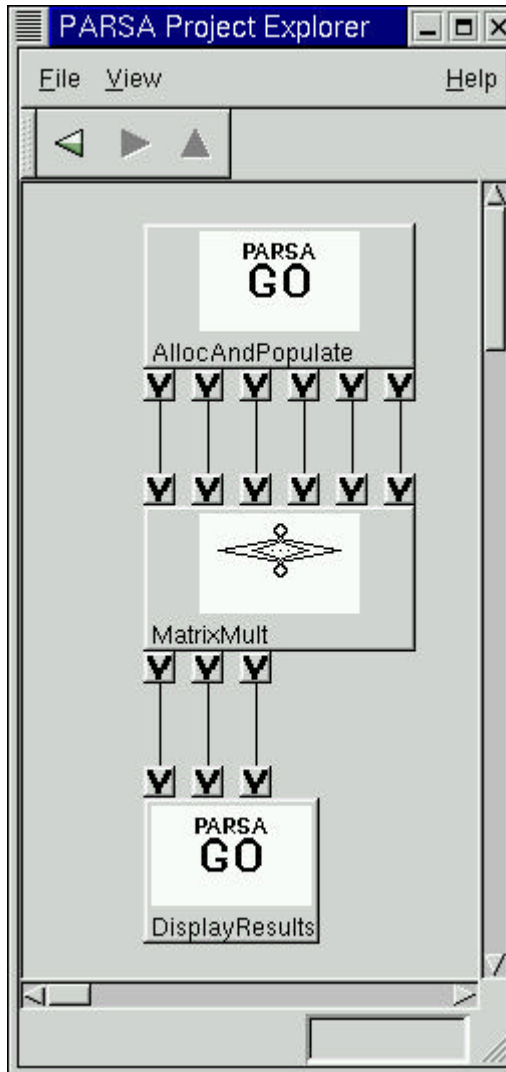 PARSA Project Explorer
File View Help
PARSA
GO
AllocAndPopulate
MatrixMult
PARSA
GO
DisplayResults